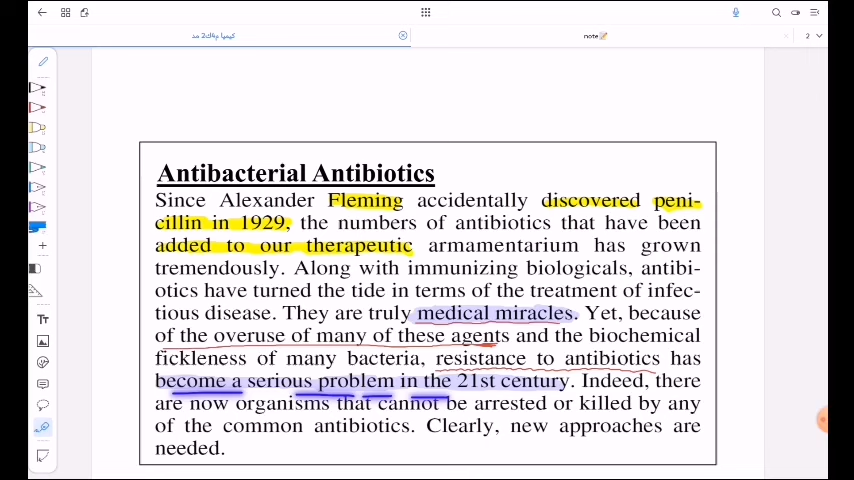 كيميا م4ك2 مد
note📝
2
Tт
Antibacterial Antibiotics
Since Alexander Fleming accidentally discovered peni-
cillin in 1929, the numbers of antibiotics that have been
added to our therapeutic armamentarium has grown
tremendously. Along with immunizing biologicals, antibi-
otics have turned the tide in terms of the treatment of infec-
tious disease. They are truly medical miracles. Yet, because
of the overuse of many of these agents and the biochemical
fickleness of many bacteria, resistance to antibiotics has
become a serious problem in the 21st century. Indeed, there
are now organisms that cannot be arrested or killed by any
of the common antibiotics. Clearly, new approaches are
needed.